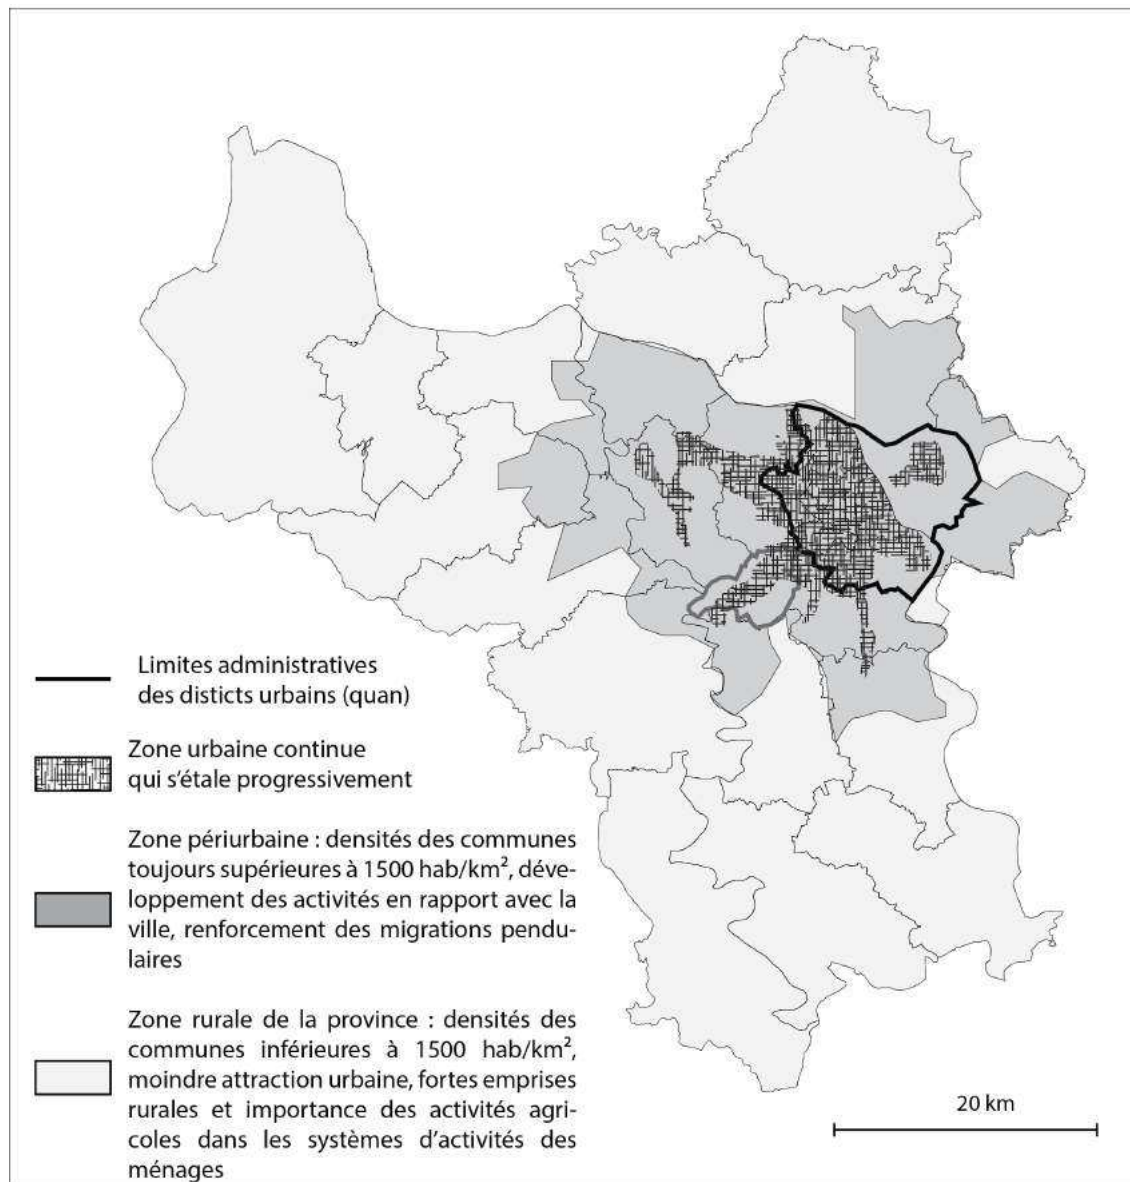 Limites administratives
des disticts urbains (quan)
Zone urbaine continue
qui s'étale progressivement
Zone périurbaine : densités des communes
toujours supérieures à 1500 hab/km², déve-
loppement des activités en rapport avec la
ville, renforcement des migrations pendu-
laires
Zone rurale de la province : densités des
communes inférieures à 1500 hab/km²,
moindre attraction urbaine, fortes emprises
rurales et importance des activités agri-
coles dans les systèmes d'activités des
ménages
20 km